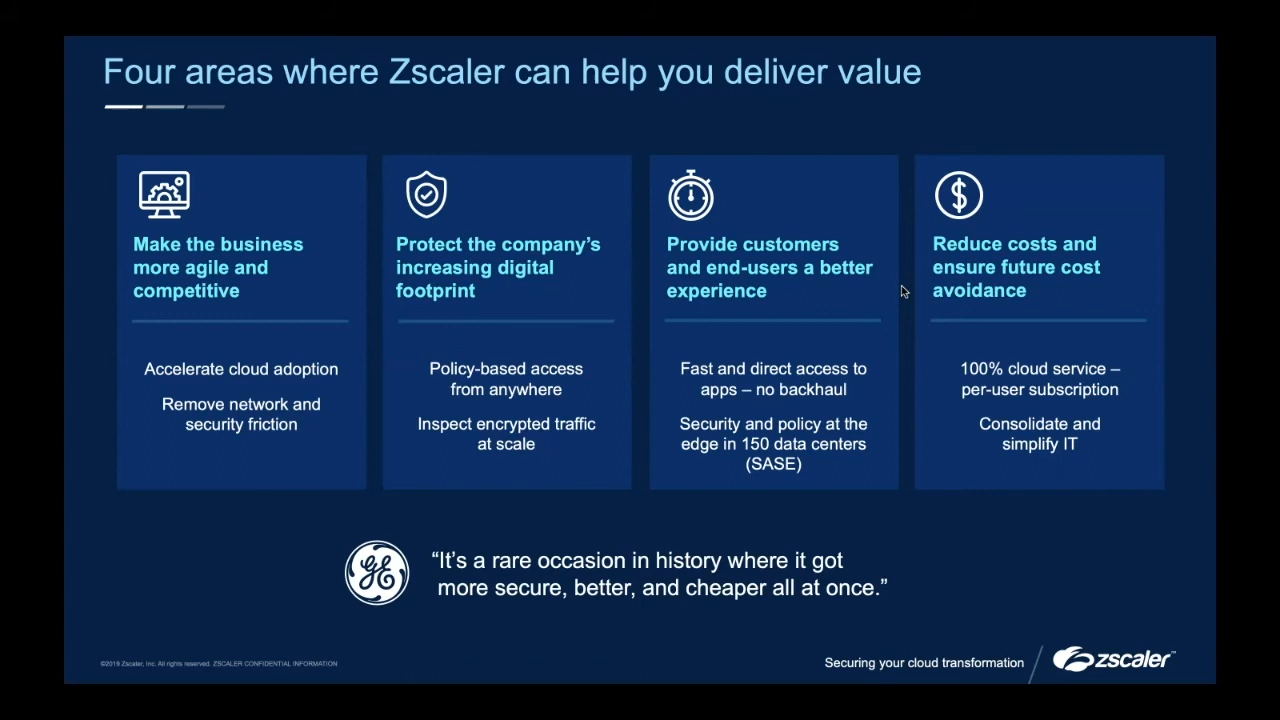 Four areas where Zscaler can help you deliver value
Make the business
more agile and
competitive
Accelerate cloud adoption
Remove network and
security friction
Protect the company’s
increasing digital
footprint
Policy-based access
from anywhere
Inspect encrypted traffic
at scale
Provide customers
and end-users a better
experience
Fast and direct access to
apps – no backhaul
Security and policy at the
edge in 150 data centers
(SASE)
Reduce costs and
ensure future cost
avoidance
100% cloud service –
per-user subscription
Consolidate and
simplify IT
GE
“It’s a rare occasion in history where it got
more secure, better, and cheaper all at once.”
©2019 Zscaler, Inc. All rights reserved. ZSCALER CONFIDENTIAL INFORMATION
Securing your cloud transformation
zscaler™